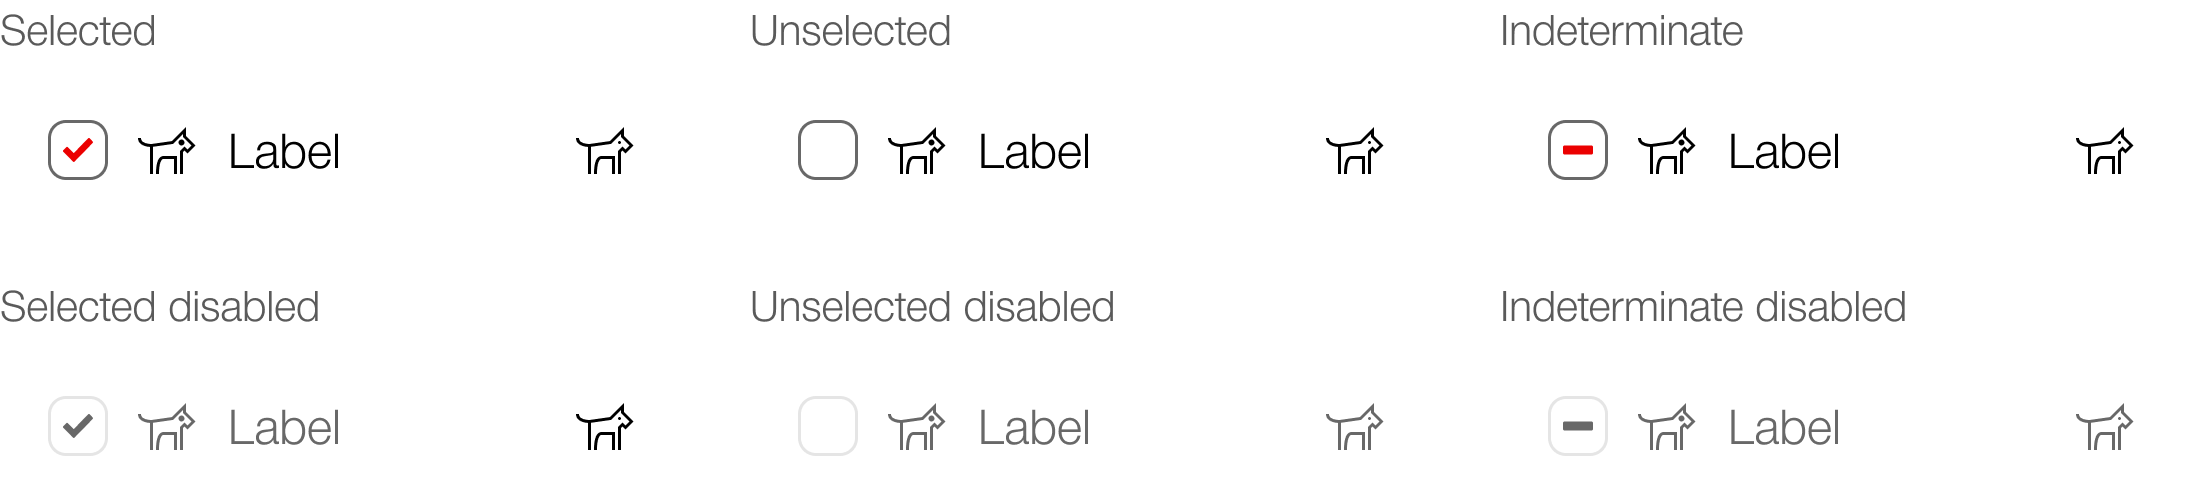 Selected
Unselected
Indeterminate
Label
Label
Label
Selected disabled
Unselected disabled
Indeterminate disabled
Label
Label
Label